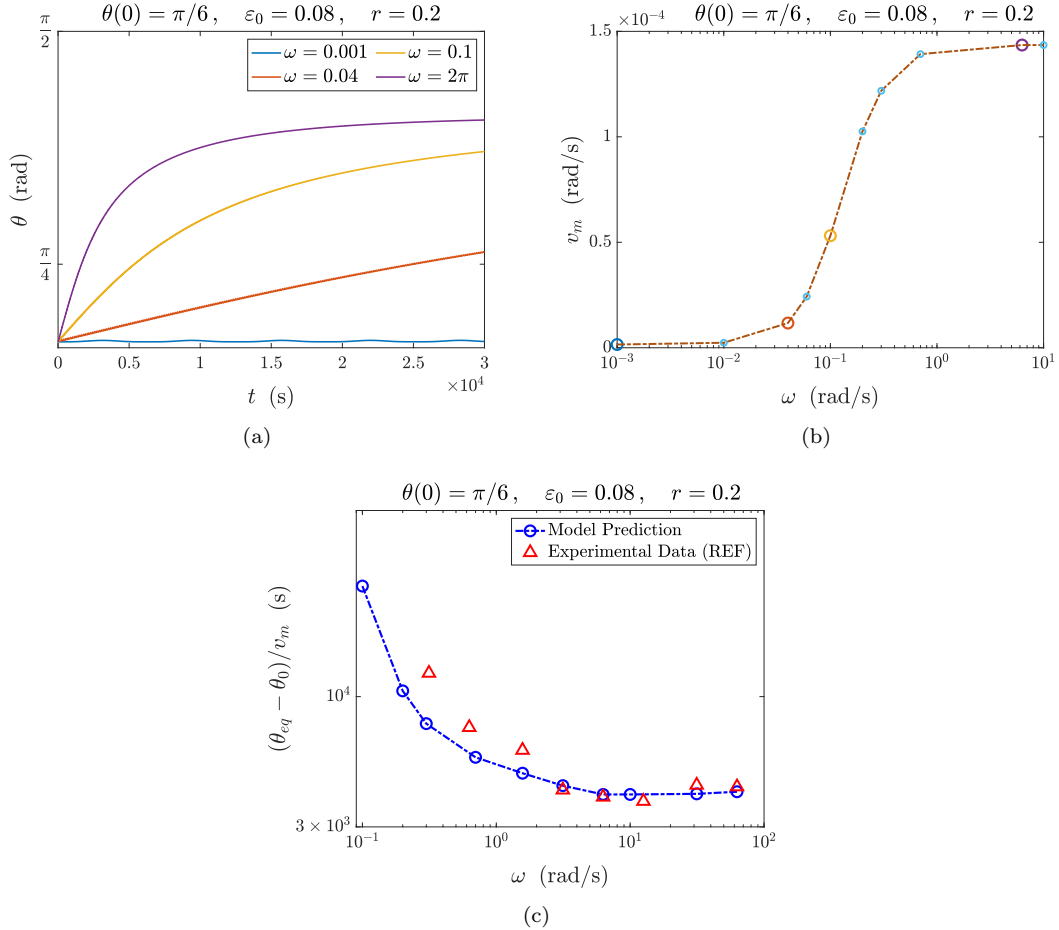 θ(0) = π/6 ,   ε₀ = 0.08 ,   r = 0.2
π/2
π/4
θ (rad)
ω = 0.001
ω = 0.04
ω = 0.1
ω = 2π
0 0.5 1 1.5 2 2.5 3
×10⁴
t (s)
(a)
θ(0) = π/6 ,   ε₀ = 0.08 ,   r = 0.2
×10⁻⁴
1.5
1
0.5
0
v_m (rad/s)
10⁻³ 10⁻² 10⁻¹ 10⁰ 10¹
ω (rad/s)
(b)
θ(0) = π/6 ,   ε₀ = 0.08 ,   r = 0.2
Model Prediction
Experimental Data (REF)
(θ_eq − θ₀)/v_m (s)
10⁴
3 × 10³
10⁻¹ 10⁰ 10¹ 10²
ω (rad/s)
(c)